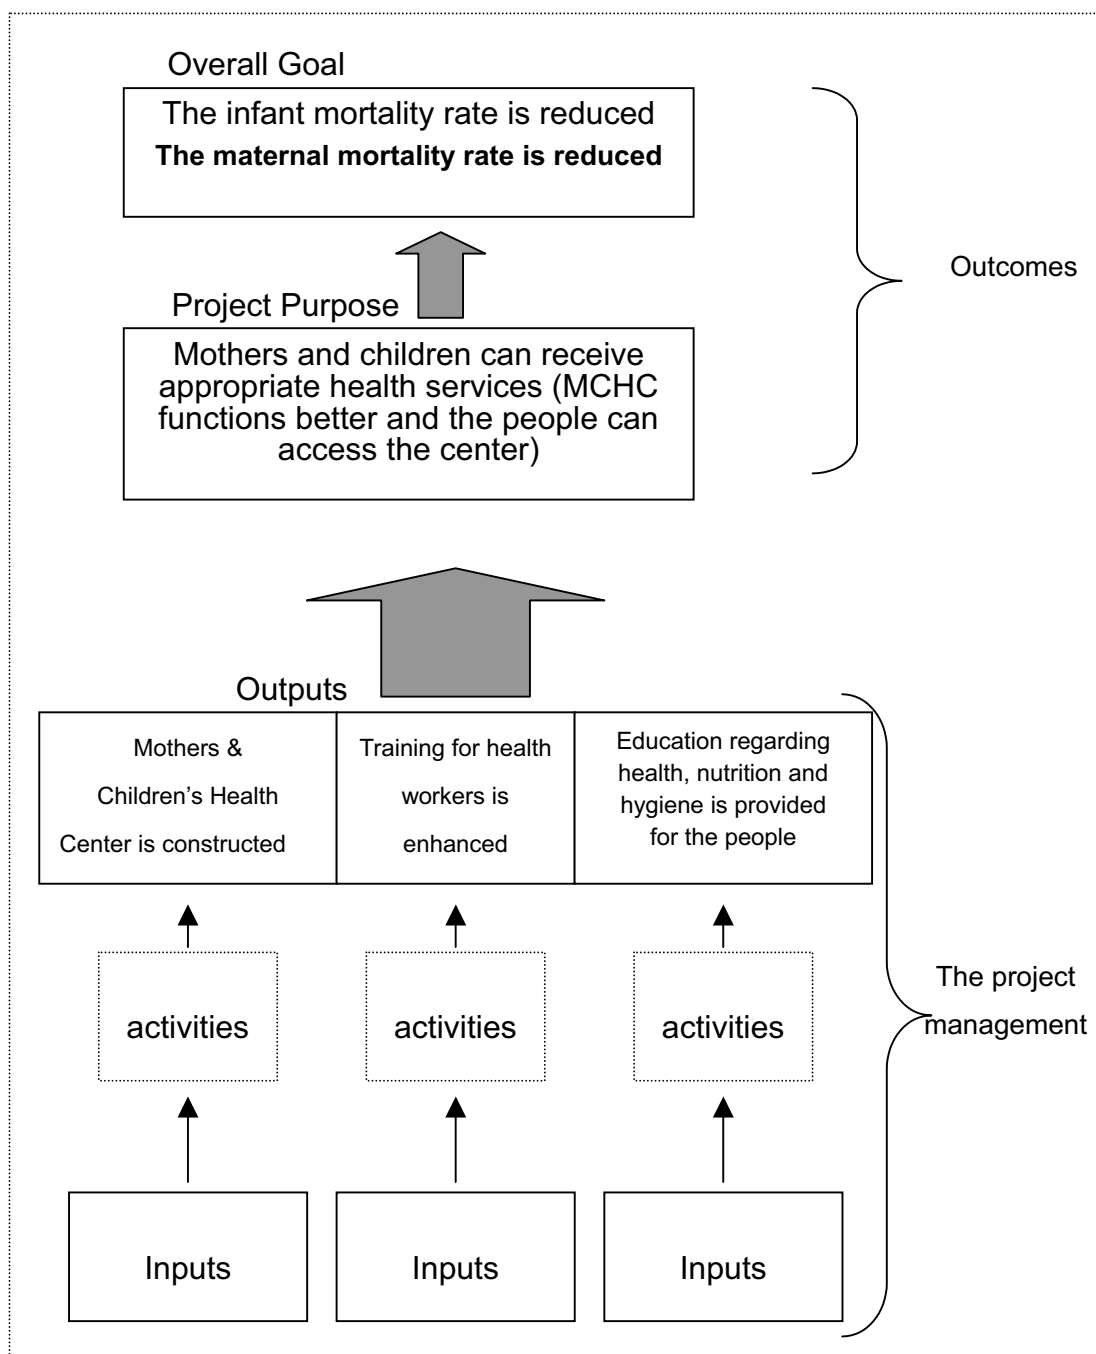 Overall Goal
The infant mortality rate is reduced
The maternal mortality rate is reduced
Outcomes
Project Purpose
Mothers and children can receive
appropriate health services (MCHC
functions better and the people can
access the center)
Outputs
Mothers &
Children's Health
Center is constructed
Training for health
workers is
enhanced
Education regarding
health, nutrition and
hygiene is provided
for the people
activities
activities
activities
The project
management
Inputs
Inputs
Inputs